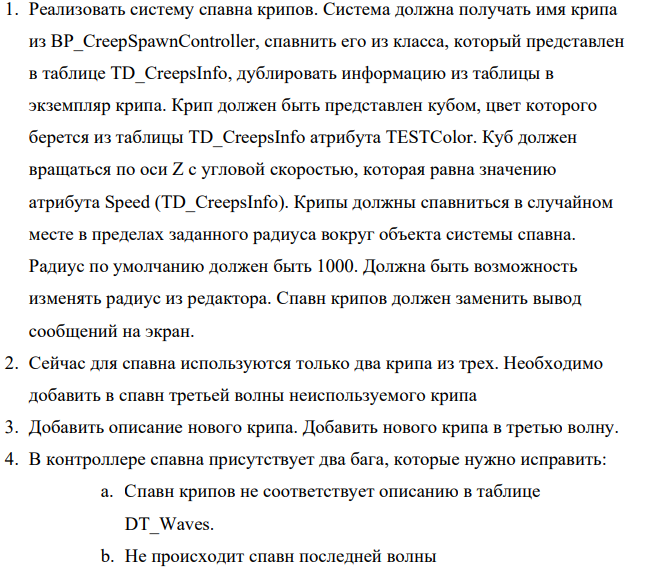 1. Реализовать систему спавна крипов. Система должна получать имя крипа
из BP_CreepSpawnController, спавнить его из класса, который представлен
в таблице TD_CreepsInfo, дублировать информацию из таблицы в
экземпляр крипа. Крип должен быть представлен кубом, цвет которого
берется из таблицы TD_CreepsInfo атрибута TESTColor. Куб должен
вращаться по оси Z с угловой скоростью, которая равна значению
атрибута Speed (TD_CreepsInfo). Крипы должны спавниться в случайном
месте в пределах заданного радиуса вокруг объекта системы спавна.
Радиус по умолчанию должен быть 1000. Должна быть возможность
изменять радиус из редактора. Спавн крипов должен заменить вывод
сообщений на экран.
2. Сейчас для спавна используются только два крипа из трех. Необходимо
добавить в спавн третьей волны неиспользуемого крипа
3. Добавить описание нового крипа. Добавить нового крипа в третью волну.
4. В контроллере спавна присутствует два бага, которые нужно исправить:
a. Спавн крипов не соответствует описанию в таблице
DT_Waves.
b. Не происходит спавн последней волны